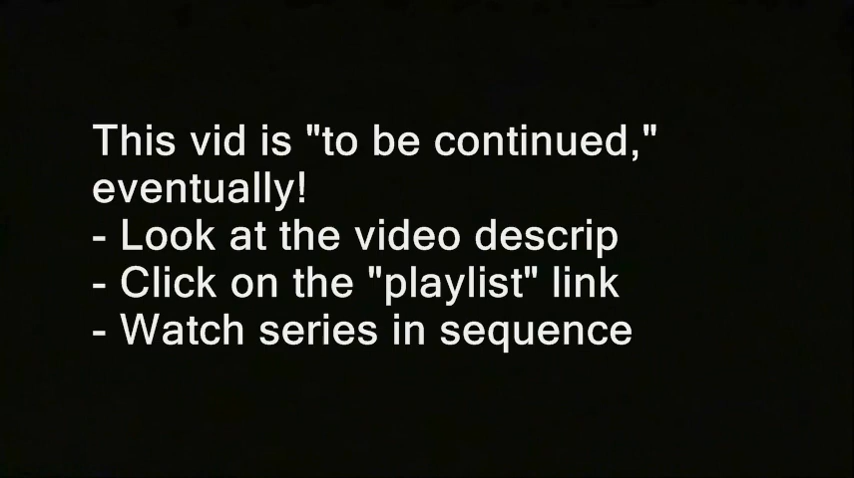 This vid is "to be continued,"
eventually!
- Look at the video descrip
- Click on the "playlist" link
- Watch series in sequence